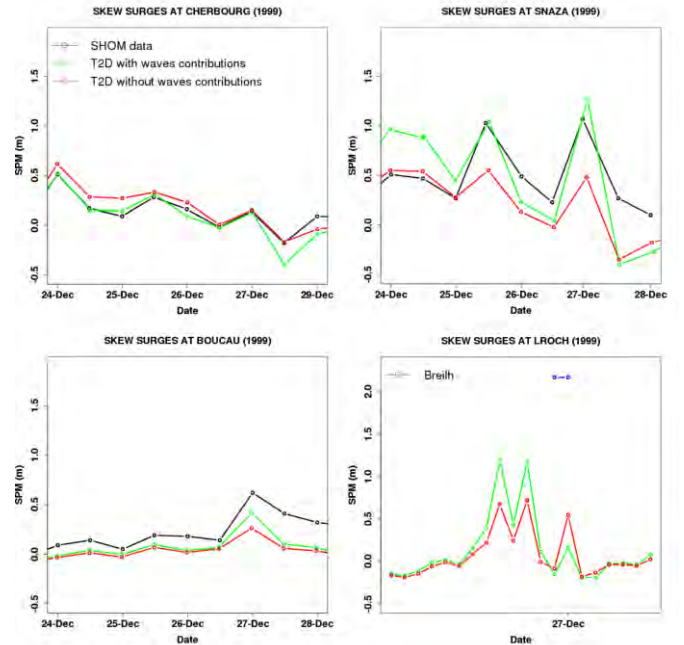 SKEW SURGES AT CHERBOURG (1999)
SHOM data
T2D with waves contributions
T2D without waves contributions
SPM (m)
1.5
1.0
0.5
0.0
-0.5
24-Dec 25-Dec 26-Dec 27-Dec 29-Dec
Date
SKEW SURGES AT SNAZA (1999)
SPM (m)
1.5
1.0
0.5
0.0
-0.5
24-Dec 25-Dec 26-Dec 27-Dec 28-Dec
Date
SKEW SURGES AT BOUCAU (1999)
SPM (m)
1.5
1.0
0.5
0.0
-0.5
24-Dec 25-Dec 26-Dec 27-Dec 28-Dec
Date
SKEW SURGES AT LROCH (1999)
Breilh
SPM (m)
2.0
1.5
1.0
0.5
0.0
-0.5
27-Dec
Date